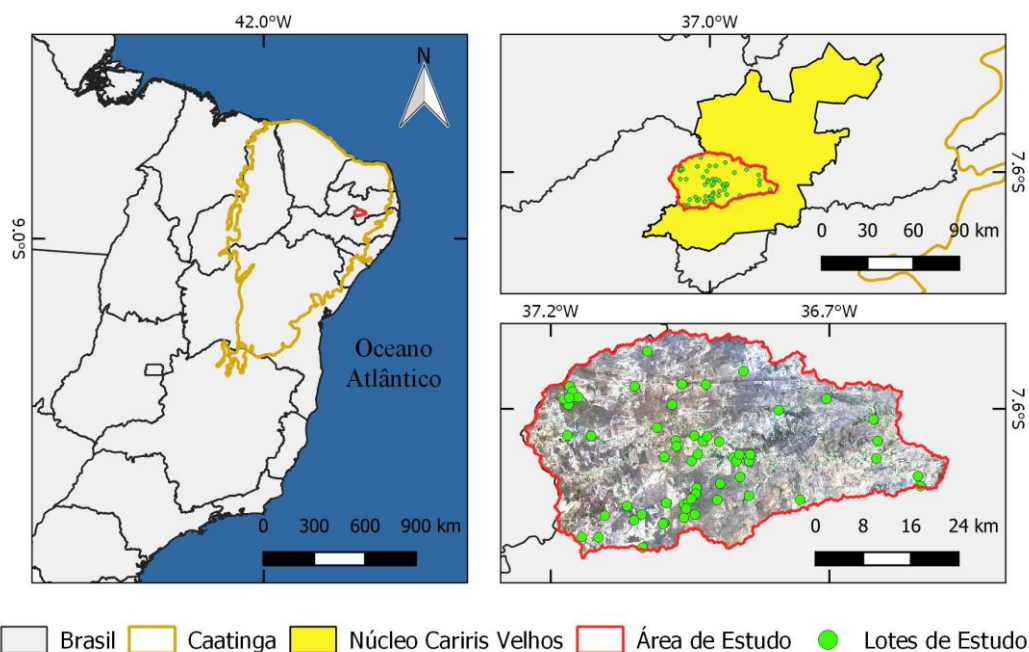 42.0°W
N
9.0°S
Oceano
Atlântico
0 300 600 900 km
37.0°W
7.6°S
0 30 60 90 km
37.2°W 36.7°W
7.6°S
0 8 16 24 km
Brasil Caatinga Núcleo Cariris Velhos Área de Estudo Lotes de Estudo